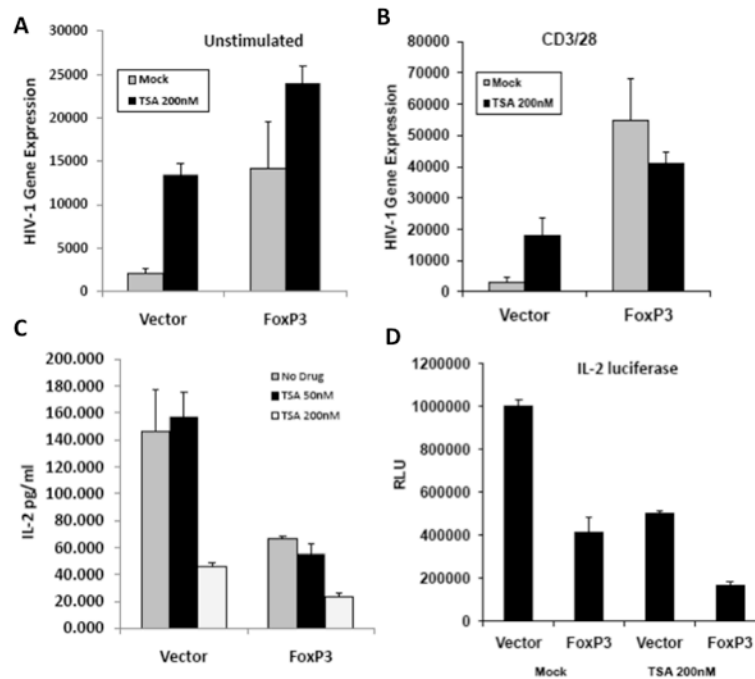 A
Unstimulated
HIV-1 Gene Expression
30000
25000
20000
15000
10000
5000
0
Mock
TSA 200nM
Vector
FoxP3
B
CD3/28
HIV-1 Gene Expression
80000
70000
60000
50000
40000
30000
20000
10000
0
Mock
TSA 200nM
Vector
FoxP3
C
IL-2 pg/ml
200.000
180.000
160.000
140.000
120.000
100.000
80.000
60.000
40.000
20.000
0.000
No Drug
TSA 50nM
TSA 200nM
Vector
FoxP3
D
IL-2 luciferase
RLU
1200000
1000000
800000
600000
400000
200000
0
Vector
FoxP3
Vector
FoxP3
Mock
TSA 200nM